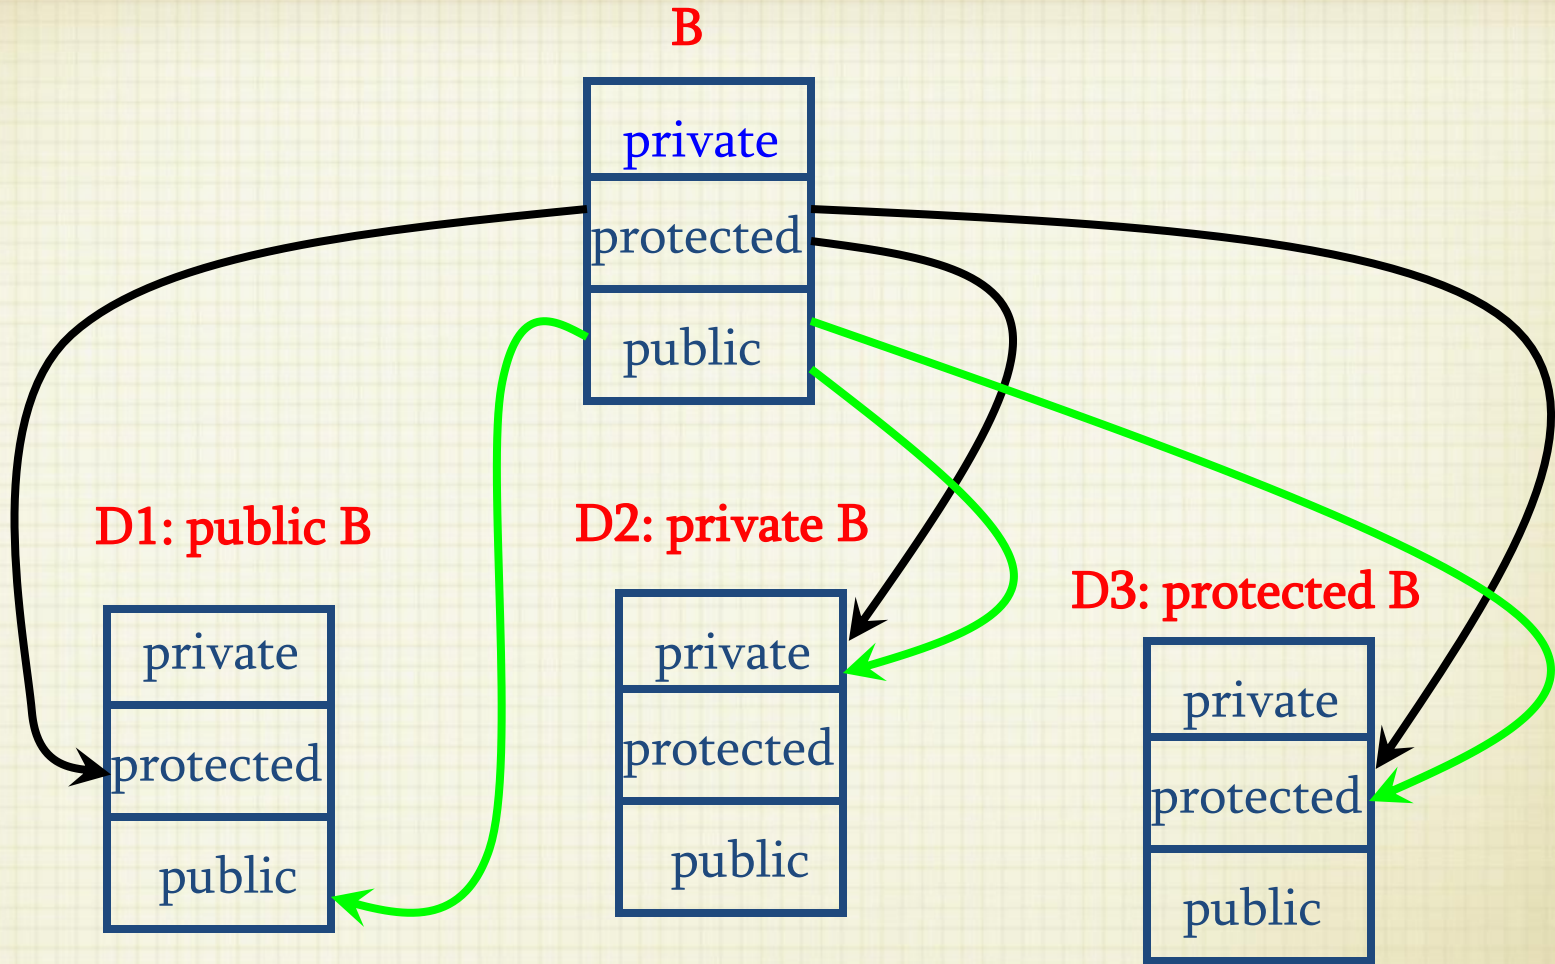 B
private
protected
public
D1: public B
private
protected
public
D2: private B
private
protected
public
D3: protected B
private
protected
public